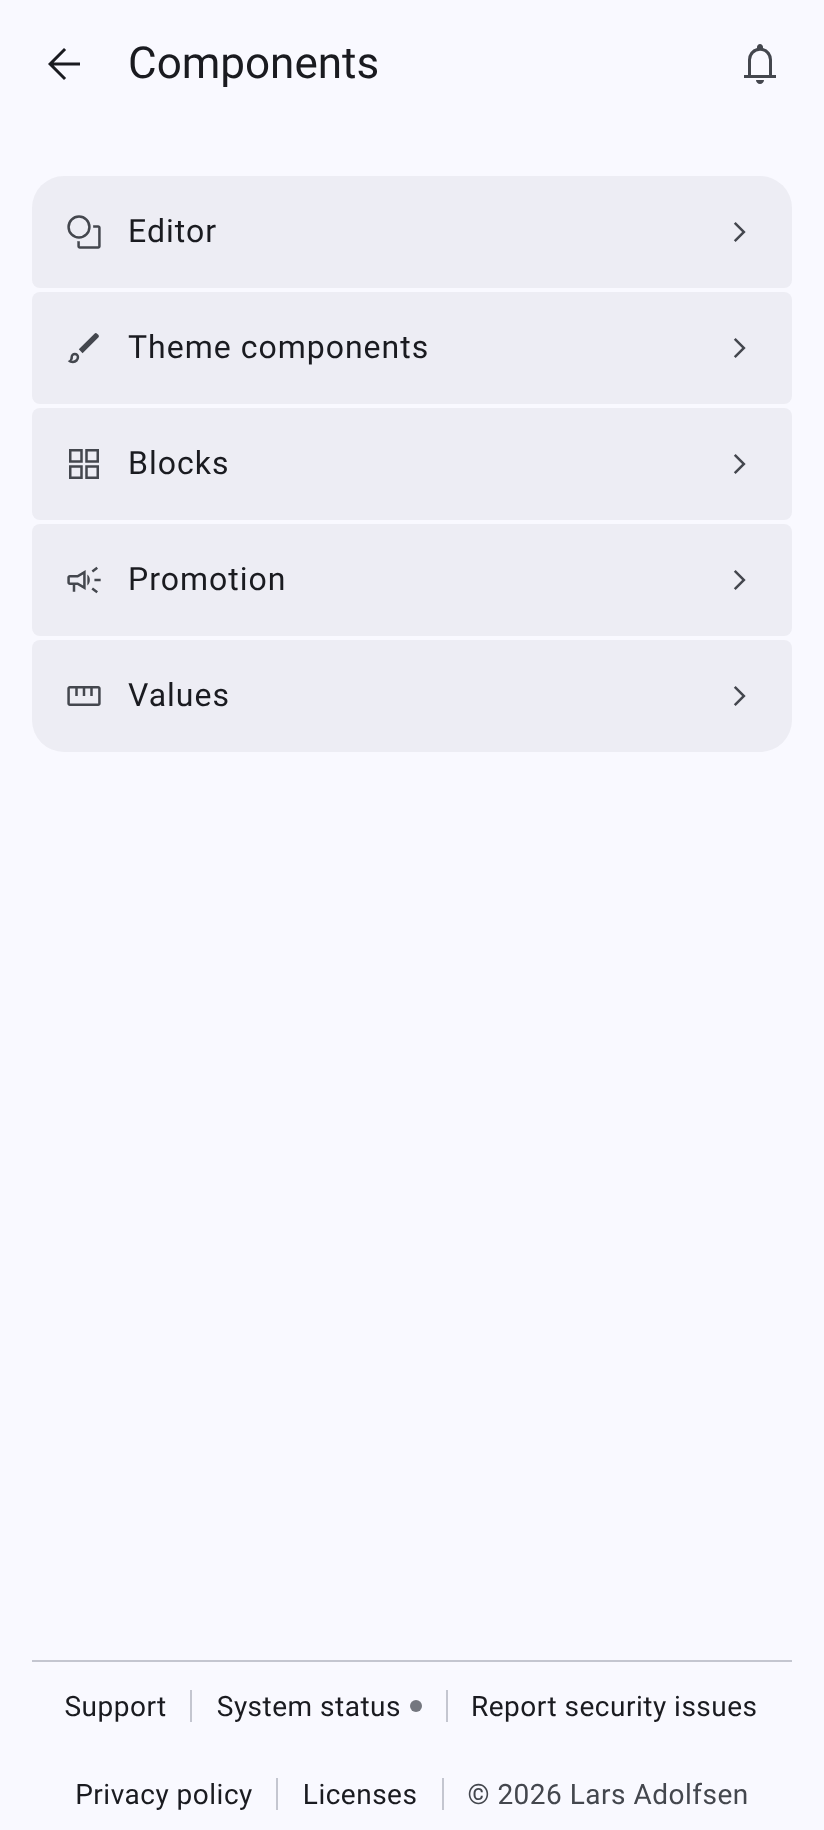 Components
Editor
Theme components
Blocks
Promotion
Values
Support
System status
Report security issues
Privacy policy
Licenses
© 2026 Lars Adolfsen